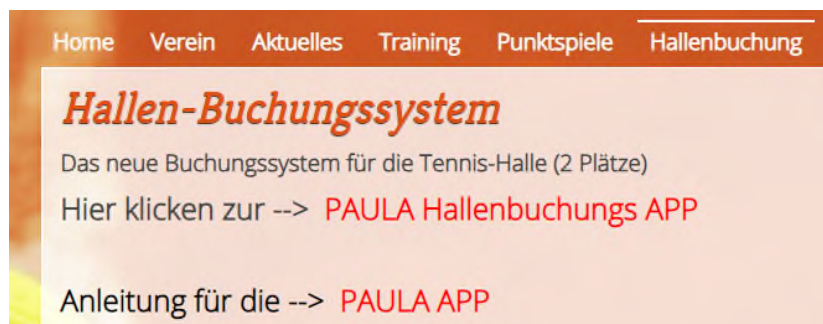 Home Verein Aktuelles Training Punktspiele Hallenbuchung
Hallen-Buchungssystem
Das neue Buchungssystem für die Tennis-Halle (2 Plätze)
Hier klicken zur --> PAULA Hallenbuchungs APP
Anleitung für die --> PAULA APP